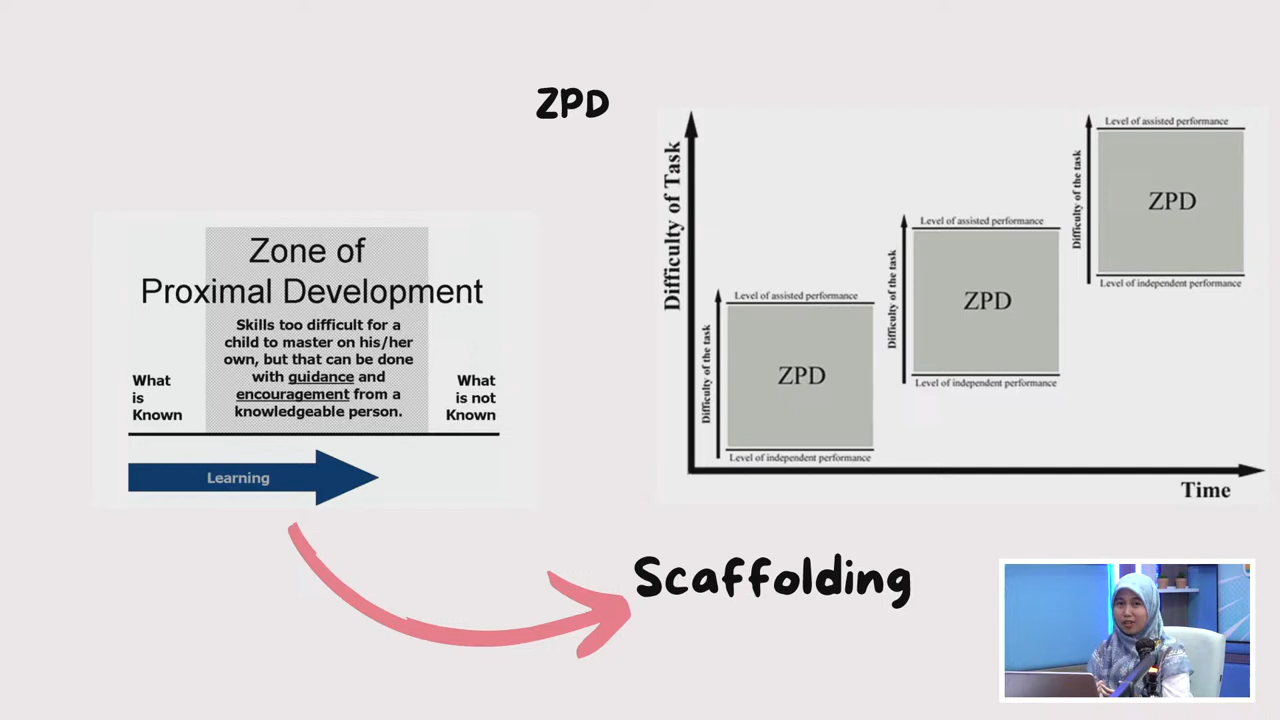 ZPD
Zone of
Proximal Development
Skills too difficult for a
child to master on his/her
own, but that can be done
with guidance and
encouragement from a
knowledgeable person.
What
is
Known
What
is not
Known
Learning
Difficulty of Task
Level of assisted performance
Difficulty of the task
ZPD
Level of independent performance
Level of assisted performance
Difficulty of the task
ZPD
Level of independent performance
Level of assisted performance
Difficulty of the task
ZPD
Level of independent performance
Time
Scaffolding